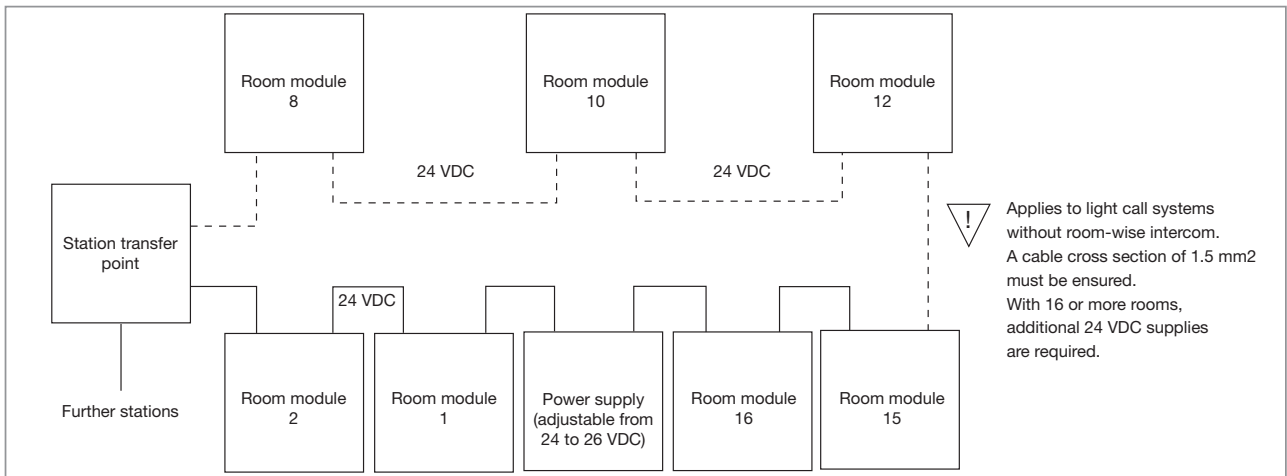 Room module
8
Room module
10
Room module
12
24 VDC
24 VDC
Station transfer
point
! Applies to light call systems
without room-wise intercom.
A cable cross section of 1.5 mm2
must be ensured.
With 16 or more rooms,
additional 24 VDC supplies
are required.
24 VDC
Further stations
Room module
2
Room module
1
Power supply
(adjustable from
24 to 26 VDC)
Room module
16
Room module
15